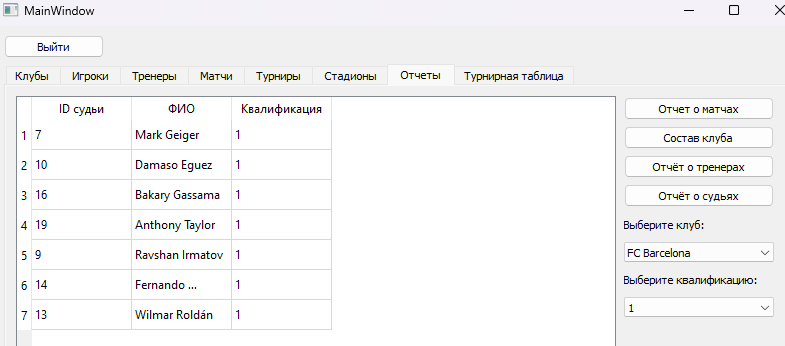 MainWindow
Выйти
Клубы Игроки Тренеры Матчи Турниры Стадионы Отчеты Турнирная таблица
ID судьи ФИО Квалификация
1 7 Mark Geiger 1
2 10 Damaso Eguez 1
3 16 Bakary Gassama 1
4 19 Anthony Taylor 1
5 9 Ravshan Irmatov 1
6 14 Fernando ... 1
7 13 Wilmar Roldán 1
Отчет о матчах
Состав клуба
Отчёт о тренерах
Отчёт о судьях
Выберите клуб:
FC Barcelona
Выберите квалификацию:
1